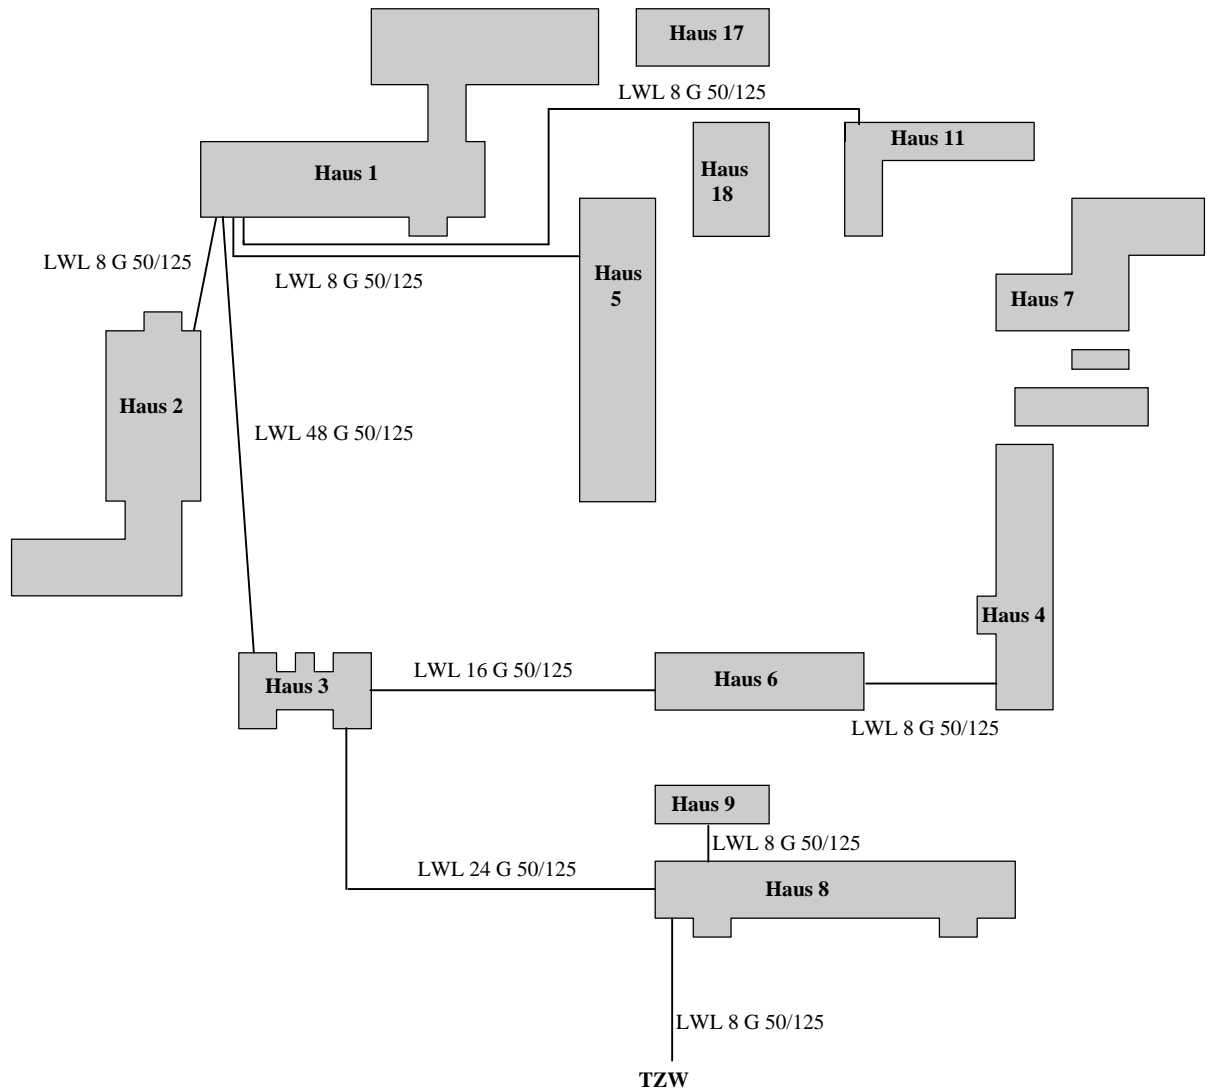 Haus 17
LWL 8 G 50/125
Haus 11
Haus 1
Haus
18
LWL 8 G 50/125
LWL 8 G 50/125
Haus
5
Haus 7
Haus 2
LWL 48 G 50/125
Haus 4
LWL 16 G 50/125
Haus 6
Haus 3
LWL 8 G 50/125
Haus 9
LWL 8 G 50/125
LWL 24 G 50/125
Haus 8
LWL 8 G 50/125
TZW